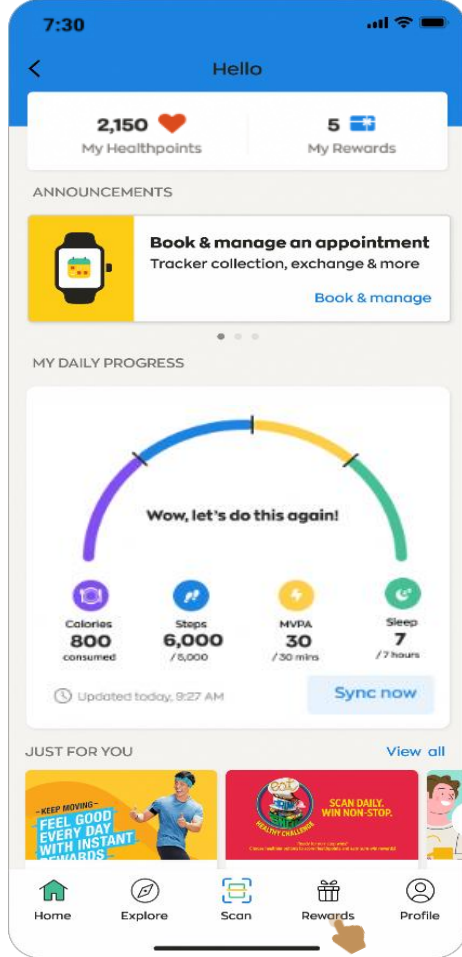 7:30
Hello
2,150
My Healthpoints
5
My Rewards
ANNOUNCEMENTS
Book & manage an appointment
Tracker collection, exchange & more
Book & manage
MY DAILY PROGRESS
Wow, let's do this again!
Calories
800
consumed
Steps
6,000
/5,000
MVPA
30
/30 mins
Sleep
7
/7 hours
Updated today, 9:27 AM
Sync now
JUST FOR YOU
View all
-KEEP MOVING-
FEEL GOOD
EVERY DAY
WITH INSTANT
REWARDS
HEALTHY CHALLENGE
SCAN DAILY.
WIN NON-STOP.
Home
Explore
Scan
Rewards
Profile